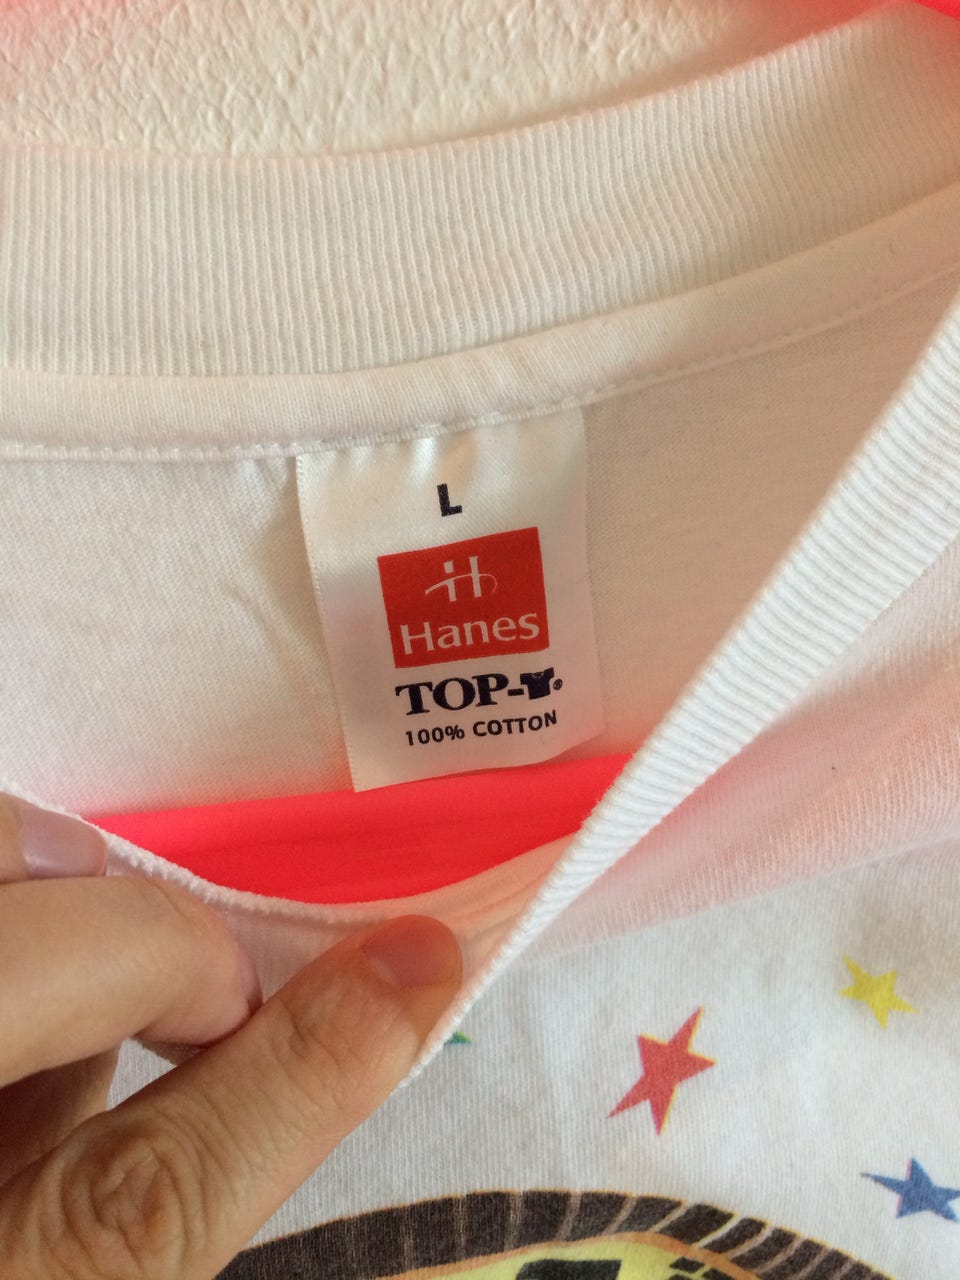 L
H
Hanes
TOP-
100% COTTON